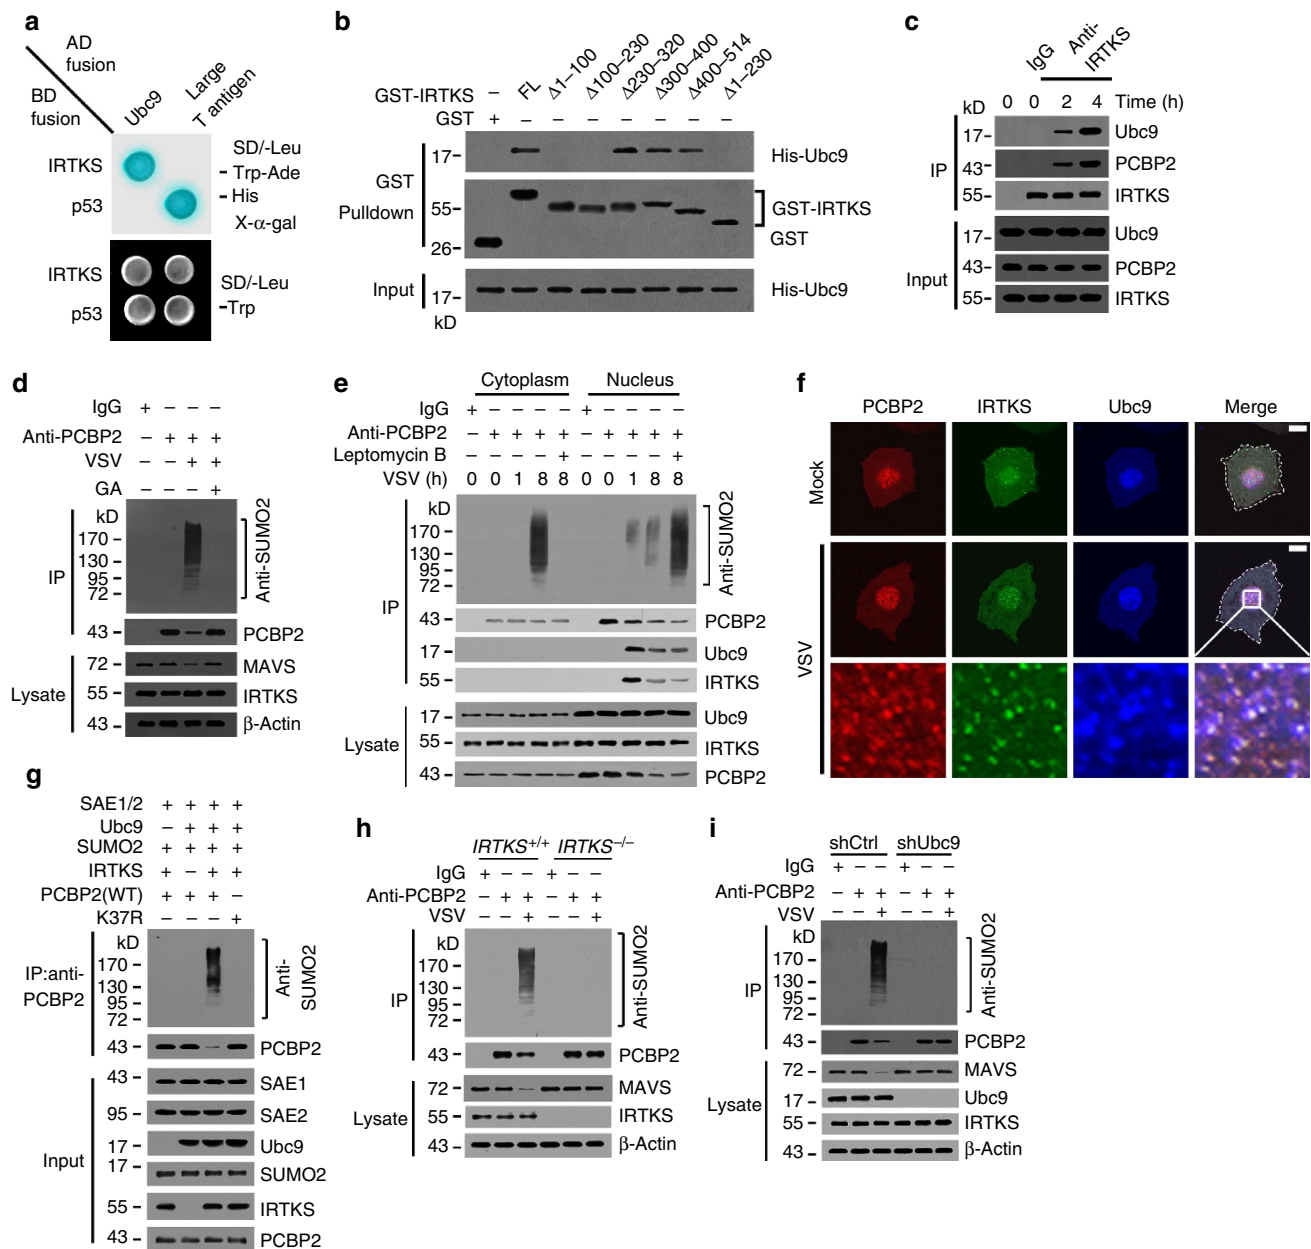 a
AD
fusion
BD
fusion
Ubc9
Large
T antigen
IRTKS
p53
SD/-Leu
Trp-Ade
His
X-α-gal
IRTKS
p53
SD/-Leu
Trp
b
GST-IRTKS – FL Δ1–100 Δ100–230 Δ230–320 Δ300–400 Δ400–514 Δ1–230
GST + –
GST
Pulldown
17
His-Ubc9
55
GST-IRTKS
26
GST
Input
17
His-Ubc9
kD
c
IgG Anti-IRTKS
kD
0 0 2 4 Time (h)
IP
17 Ubc9
43 PCBP2
55 IRTKS
Input
17 Ubc9
43 PCBP2
55 IRTKS
d
IgG + – – –
Anti-PCBP2 – + + +
VSV – – + +
GA – – – +
kD
IP
170
130
95
72
Anti-SUMO2
43 PCBP2
Lysate
72 MAVS
55 IRTKS
43 β-Actin
e
Cytoplasm Nucleus
IgG + – – – – + – – – –
Anti-PCBP2 – + + + + – + + + +
Leptomycin B + +
VSV (h) 0 0 1 8 8 0 0 1 8 8
kD
IP
170
130
95
72
Anti-SUMO2
43 PCBP2
17 Ubc9
55 IRTKS
Lysate
17 Ubc9
55 IRTKS
43 PCBP2
f
PCBP2 IRTKS Ubc9 Merge
Mock
VSV
g
SAE1/2 + + + +
Ubc9 – + + +
SUMO2 + + + +
IRTKS + – + +
PCBP2(WT) + + + –
K37R – – – +
kD
IP:anti-
PCBP2
170
130
95
72
Anti-
SUMO2
43 PCBP2
Input
43 SAE1
95 SAE2
17 Ubc9
17 SUMO2
55 IRTKS
43 PCBP2
h
IRTKS+/+ IRTKS–/–
IgG + – – + – –
Anti-PCBP2 – + + – + +
VSV – – + – – +
kD
IP
170
130
95
72
Anti-SUMO2
43 PCBP2
Lysate
72 MAVS
55 IRTKS
43 β-Actin
i
shCtrl shUbc9
IgG + – – + – –
Anti-PCBP2 – + + – + +
VSV – – + – – +
kD
IP
170
130
95
72
Anti-SUMO2
43 PCBP2
Lysate
72 MAVS
17 Ubc9
55 IRTKS
43 β-Actin